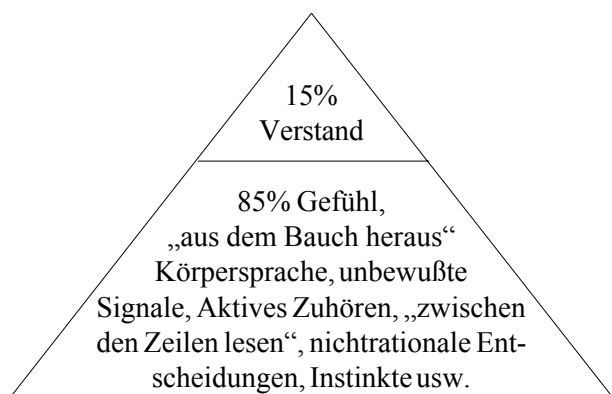 15%
Verstand
85% Gefühl,
„aus dem Bauch heraus“
Körpersprache, unbewußte
Signale, Aktives Zuhören, „zwischen
den Zeilen lesen“, nichtrationale Ent-
scheidungen, Instinkte usw.